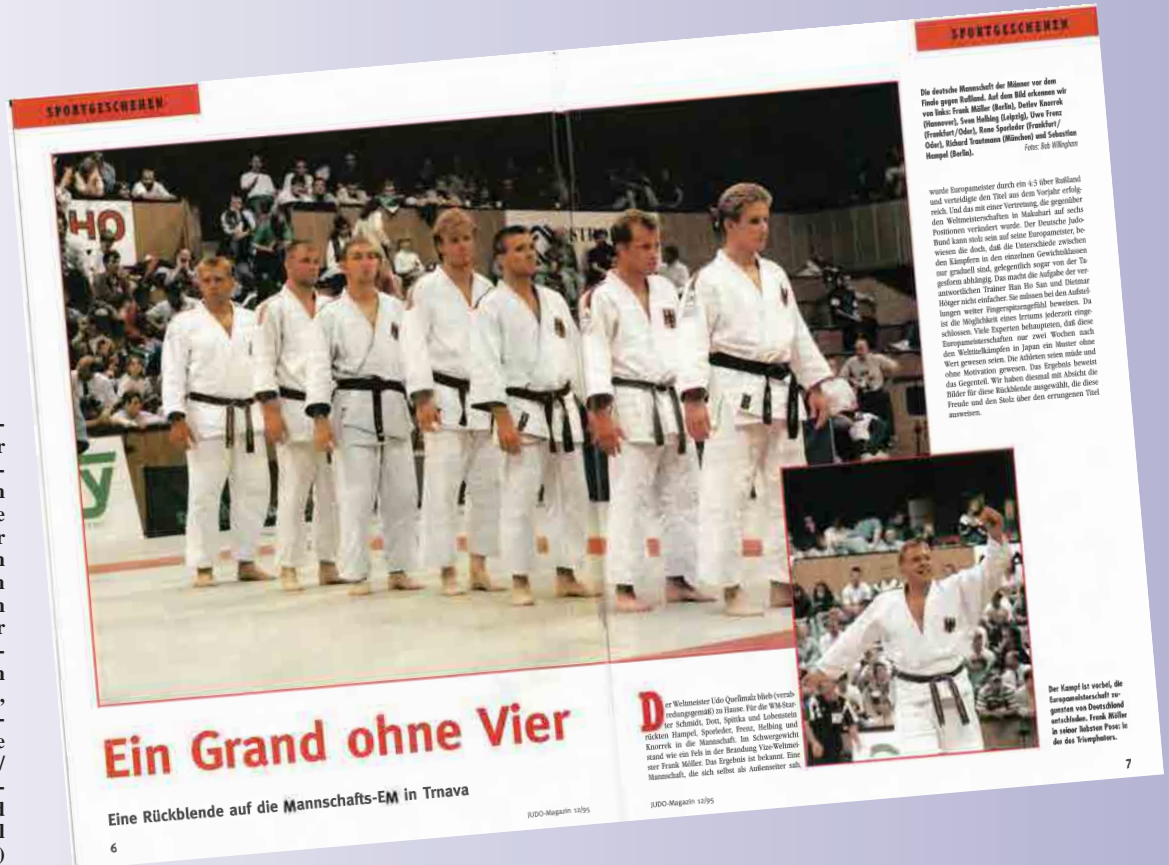 SPORTGESCHEHEN
HO
y
Ein Grand ohne Vier
Eine Rückblende auf die Mannschafts-EM in Trnava
JUDO-Magazin 12/95
6
Der Weltmeister Udo Quellmalz blieb (verab-
redungsgemäß) zu Hause. Für die WM-Star-
ter Schmidt, Dott, Spittka und Lobenstein
rückten Hampel, Sporleder, Frenz, Helbing und
Knorrek in die Mannschaft. Im Schwergewicht
stand wie ein Fels in der Brandung Vize-Weltmei-
ster Frank Möller. Das Ergebnis ist bekannt. Eine
Mannschaft, die sich selbst als Außenseiter sah,
JUDO-Magazin 12/95
SPORTGESCHEHEN
Die deutsche Mannschaft der Männer vor dem
Finale gegen Rußland. Auf dem Bild erkennen wir
von links: Frank Möller (Berlin), Detlev Knorrek
(Hannover), Sven Helbing (Leipzig), Uwe Frenz
(Frankfurt/Oder), Rene Sporleder (Frankfurt/
Oder), Richard Trautmann (München) und Sebastian
Hampel (Berlin).
Fotos: Bob Willingham
wurde Europameister durch ein 4:3 über Rußland
und verteidigte den Titel aus dem Vorjahr erfolg-
reich. Und das mit einer Vertretung, die gegenüber
den Weltmeisterschaften in Makuhari auf sechs
Positionen verändert wurde. Der Deutsche Judo-
Bund kann stolz sein auf seine Europameister, be-
wiesen die doch, daß die Unterschiede zwischen
den Kämpfern in den einzelnen Gewichtsklassen
nur graduell sind, gelegentlich sogar von der Ta-
gesform abhängig. Das macht die Aufgabe der ver-
antwortlichen Trainer Han Ho San und Dietmar
Hötger nicht einfacher. Sie müssen bei den Aufstel-
lungen weiter Fingerspitzengefühl beweisen. Da
ist die Möglichkeit eines Irrtums jederzeit einge-
schlossen. Viele Experten behaupteten, daß diese
Europameisterschaften nur zwei Wochen nach
den Welttitelkämpfen in Japan ein Muster ohne
Wert gewesen seien. Die Athleten seien müde und
ohne Motivation gewesen. Das Ergebnis beweist
das Gegenteil. Wir haben diesmal mit Absicht die
Bilder für diese Rückblende ausgewählt, die diese
Freude und den Stolz über den errungenen Titel
ausweisen.
Der Kampf ist vorbei, die
Europameisterschaft zu-
gunsten von Deutschland
entschieden. Frank Möller
in seiner liebsten Pose: in
der des Triumphators.
7